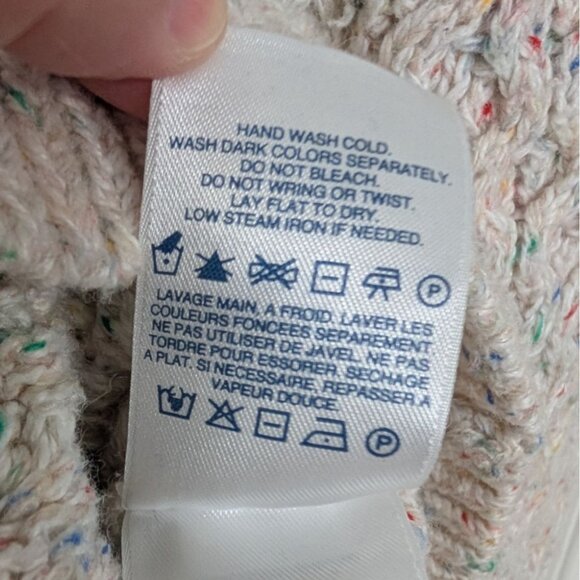 HAND WASH COLD.
WASH DARK COLORS SEPARATELY.
DO NOT BLEACH.
DO NOT WRING OR TWIST.
LAY FLAT TO DRY.
LOW STEAM IRON IF NEEDED.
P
LAVAGE MAIN, A FROID. LAVER LES
COULEURS FONCEES SEPAREMENT.
NE PAS UTILISER DE JAVEL. NE PAS
TORDRE POUR ESSORER. SECHAGE
A PLAT. SI NECESSAIRE, REPASSER A
VAPEUR DOUCE.
P